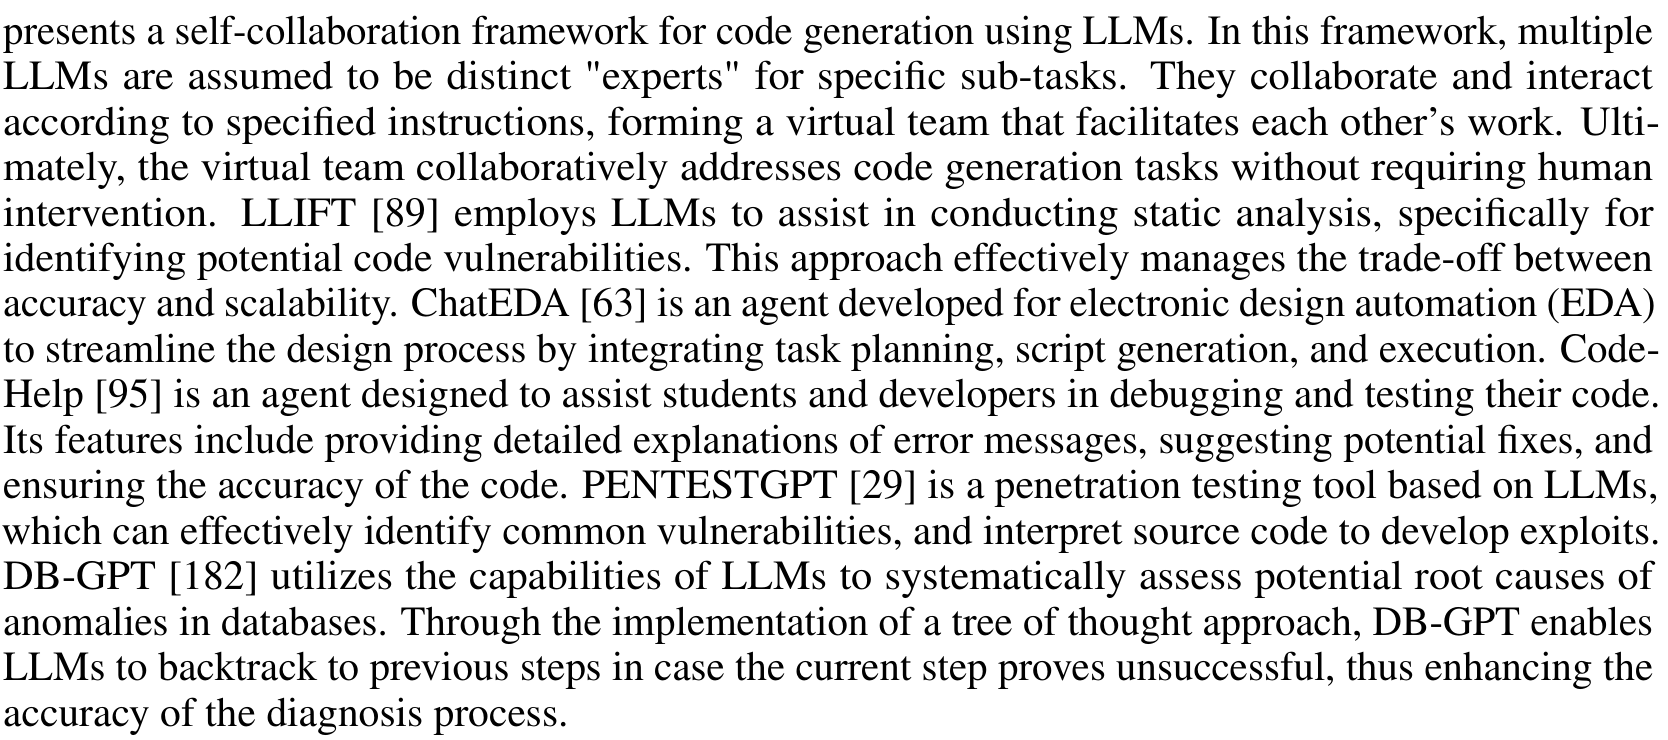 presents a self-collaboration framework for code generation using LLMs. In this framework, multiple
LLMs are assumed to be distinct "experts" for specific sub-tasks. They collaborate and interact
according to specified instructions, forming a virtual team that facilitates each other’s work. Ulti-
mately, the virtual team collaboratively addresses code generation tasks without requiring human
intervention. LLIFT [89] employs LLMs to assist in conducting static analysis, specifically for
identifying potential code vulnerabilities. This approach effectively manages the trade-off between
accuracy and scalability. ChatEDA [63] is an agent developed for electronic design automation (EDA)
to streamline the design process by integrating task planning, script generation, and execution. Code-
Help [95] is an agent designed to assist students and developers in debugging and testing their code.
Its features include providing detailed explanations of error messages, suggesting potential fixes, and
ensuring the accuracy of the code. PENTESTGPT [29] is a penetration testing tool based on LLMs,
which can effectively identify common vulnerabilities, and interpret source code to develop exploits.
DB-GPT [182] utilizes the capabilities of LLMs to systematically assess potential root causes of
anomalies in databases. Through the implementation of a tree of thought approach, DB-GPT enables
LLMs to backtrack to previous steps in case the current step proves unsuccessful, thus enhancing the
accuracy of the diagnosis process.